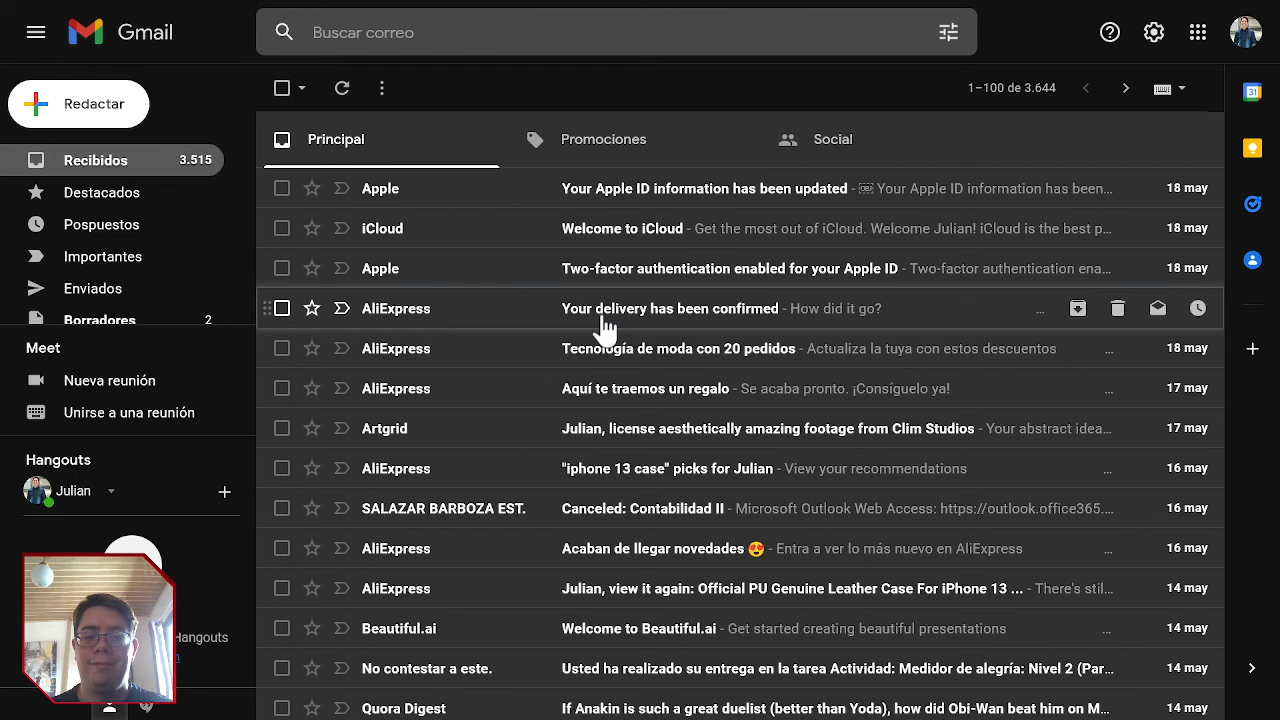 Gmail
Buscar correo
Redactar
1–100 de 3.644
Principal
Promociones
Social
Recibidos 3.515
Destacados
Pospuestos
Importantes
Enviados
Borradores 2
Meet
Nueva reunión
Unirse a una reunión
Hangouts
Julian
Hangouts
Apple Your Apple ID information has been updated - Your Apple ID information has been... 18 may
iCloud Welcome to iCloud - Get the most out of iCloud. Welcome Julian! iCloud is the best p... 18 may
Apple Two-factor authentication enabled for your Apple ID - Two-factor authentication ena... 18 may
AliExpress Your delivery has been confirmed - How did it go? ...
AliExpress Tecnología de moda con 20 pedidos - Actualiza la tuya con estos descuentos ... 18 may
AliExpress Aquí te traemos un regalo - Se acaba pronto. ¡Consíguelo ya! ... 17 may
Artgrid Julian, license aesthetically amazing footage from Clim Studios - Your abstract idea... 17 may
AliExpress "iphone 13 case" picks for Julian - View your recommendations ... 16 may
SALAZAR BARBOZA EST. Canceled: Contabilidad II - Microsoft Outlook Web Access: https://outlook.office365.... 16 may
AliExpress Acaban de llegar novedades 😍 - Entra a ver lo más nuevo en AliExpress ... 16 may
AliExpress Julian, view it again: Official PU Genuine Leather Case For iPhone 13 ... - There's stil... 14 may
Beautiful.ai Welcome to Beautiful.ai - Get started creating beautiful presentations ... 14 may
No contestar a este. Usted ha realizado su entrega en la tarea Actividad: Medidor de alegría: Nivel 2 (Par... 14 may
Quora Digest If Anakin is such a great duelist (better than Yoda), how did Obi-Wan beat him on M... 14 may